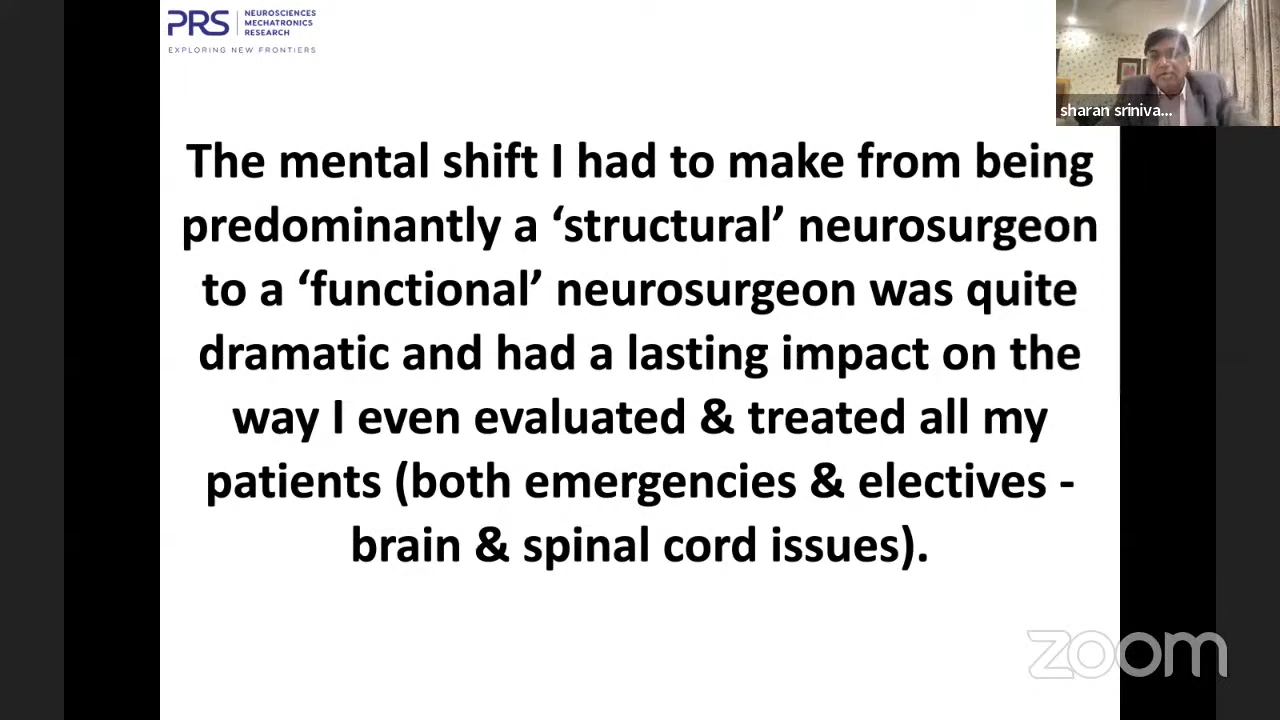 PRS
NEUROSCIENCES
MECHATRONICS
RESEARCH
EXPLORING NEW FRONTIERS
sharan sriniva...
The mental shift I had to make from being
predominantly a ‘structural’ neurosurgeon
to a ‘functional’ neurosurgeon was quite
dramatic and had a lasting impact on the
way I even evaluated & treated all my
patients (both emergencies & electives -
brain & spinal cord issues).
zoom